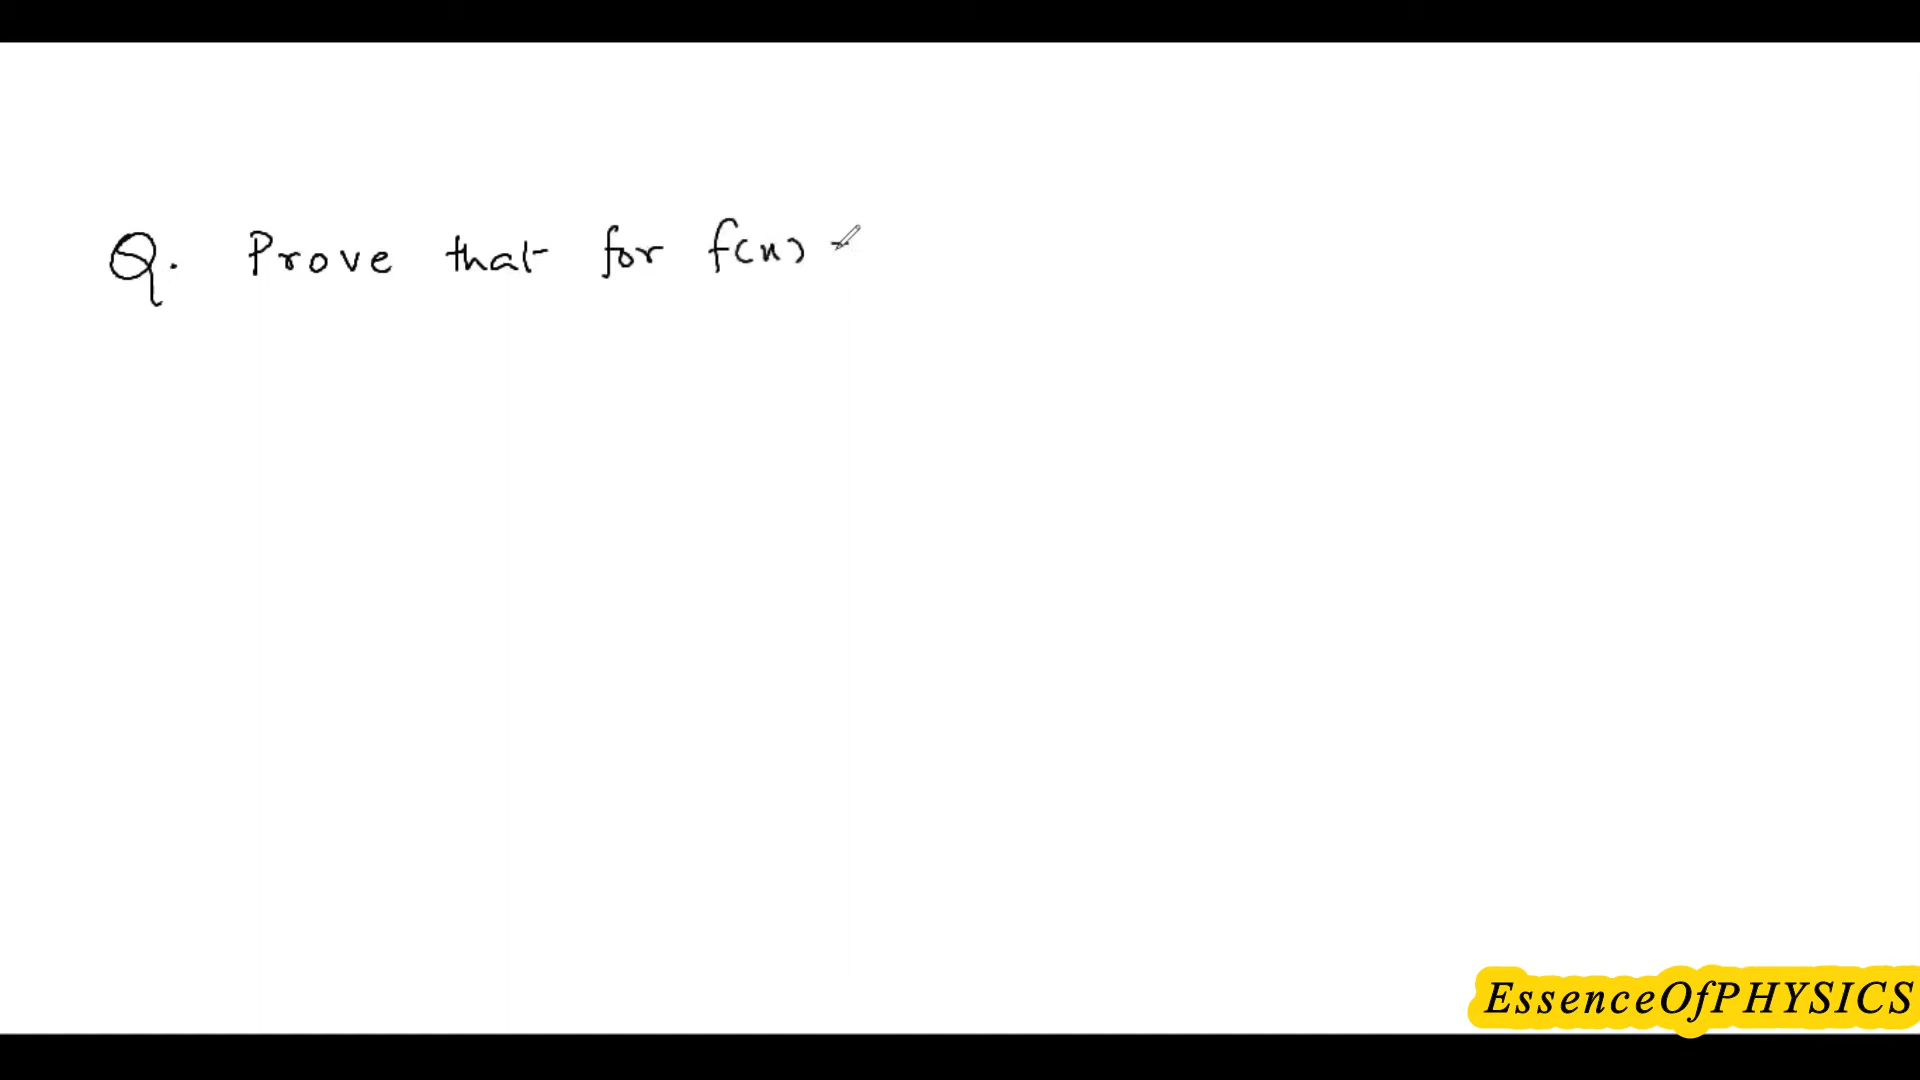 Q. Prove that for f(x) =
EssenceOfPHYSICS